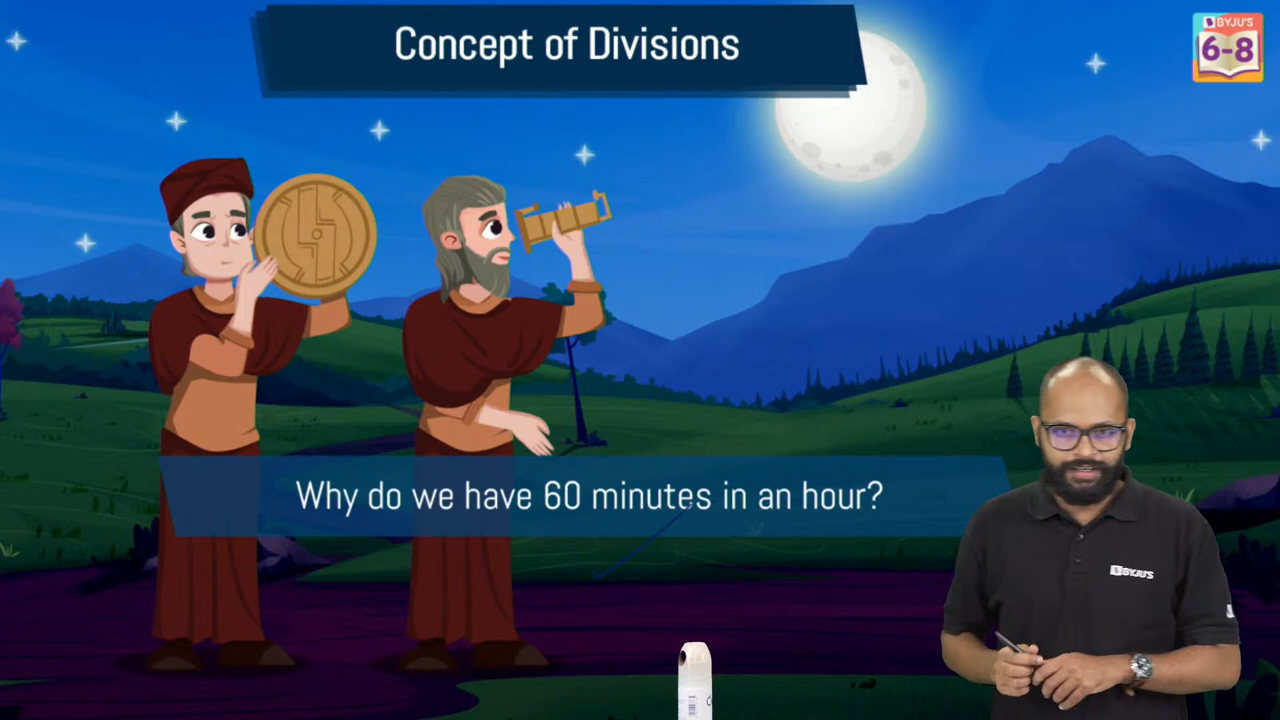 Concept of Divisions
BYJU'S
6-8
Why do we have 60 minutes in an hour?
BYJU'S